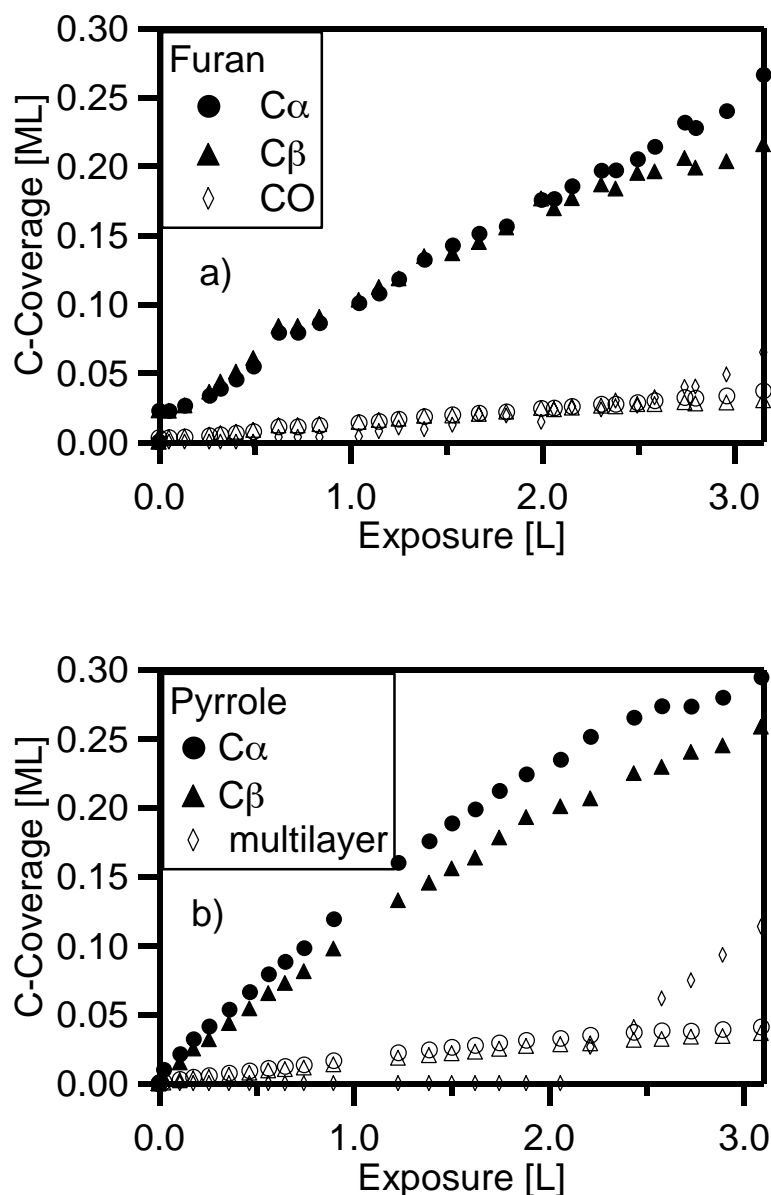 0.30
Furan
Cα
Cβ
CO
0.25
0.20
0.15
a)
0.10
0.05
0.00
C-Coverage [ML]
0.0 1.0 2.0 3.0
Exposure [L]
0.30
Pyrrole
Cα
Cβ
multilayer
0.25
0.20
0.15
b)
0.10
0.05
0.00
C-Coverage [ML]
0.0 1.0 2.0 3.0
Exposure [L]